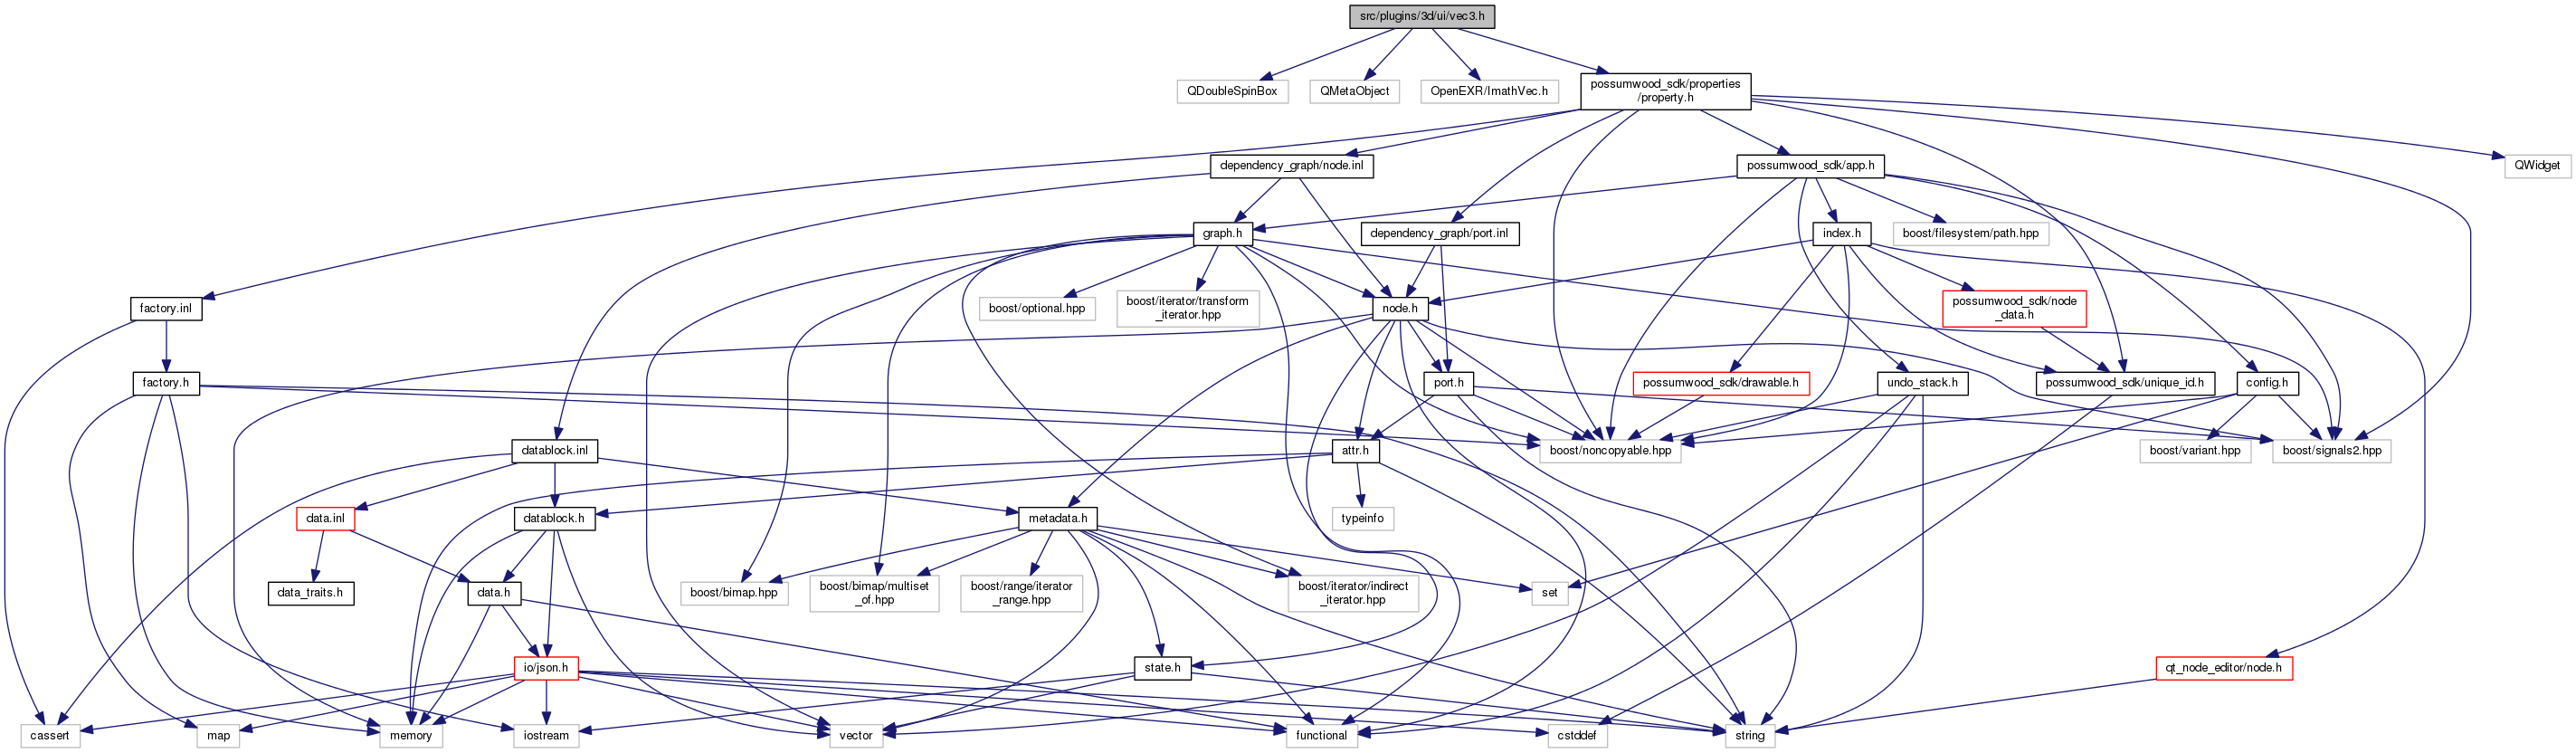 src/plugins/3d/ui/vec3.h
QDoubleSpinBox
QMetaObject
OpenEXR/ImathVec.h
possumwood_sdk/properties
/property.h
dependency_graph/node.inl
possumwood_sdk/app.h
QWidget
graph.h
dependency_graph/port.inl
index.h
boost/filesystem/path.hpp
factory.inl
boost/optional.hpp
boost/iterator/transform
_iterator.hpp
node.h
possumwood_sdk/node
_data.h
factory.h
port.h
possumwood_sdk/drawable.h
undo_stack.h
possumwood_sdk/unique_id.h
config.h
datablock.inl
attr.h
boost/noncopyable.hpp
boost/variant.hpp
boost/signals2.hpp
data.inl
datablock.h
metadata.h
typeinfo
data_traits.h
data.h
boost/bimap.hpp
boost/bimap/multiset
_of.hpp
boost/range/iterator
_range.hpp
boost/iterator/indirect
_iterator.hpp
set
io/json.h
state.h
qt_node_editor/node.h
cassert
map
memory
iostream
vector
functional
cstddef
string